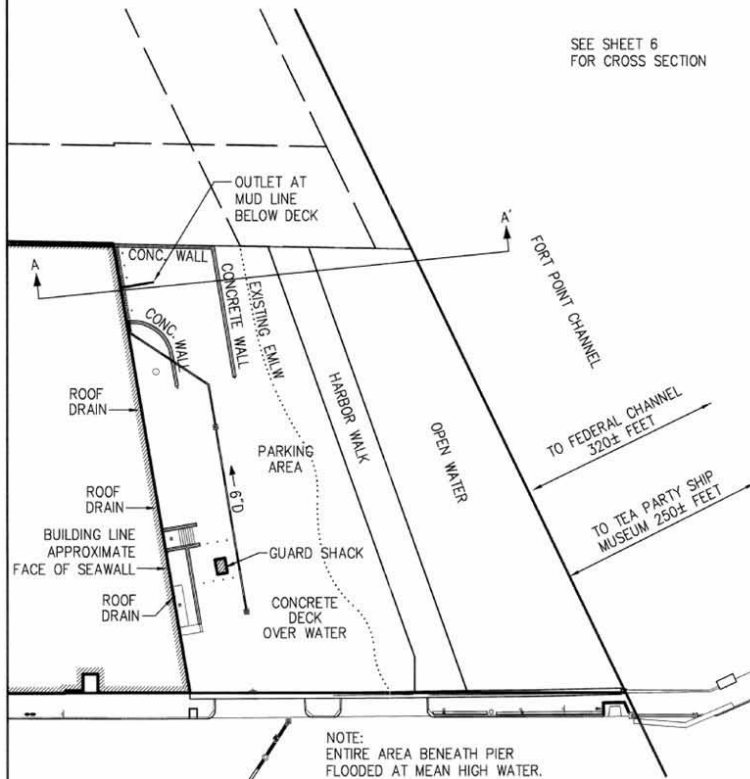 SEE SHEET 6
FOR CROSS SECTION
OUTLET AT
MUD LINE
BELOW DECK
A'
A
CONC. WALL
CONCRETE WALL
EXISTING EMLW
CONC. WALL
FORT POINT CHANNEL
HARBOR WALK
OPEN WATER
ROOF
DRAIN
TO FEDERAL CHANNEL
320± FEET
PARKING
AREA
TO TEA PARTY SHIP
MUSEUM 250± FEET
6"D
ROOF
DRAIN
BUILDING LINE
APPROXIMATE
FACE OF SEAWALL
GUARD SHACK
ROOF
DRAIN
CONCRETE
DECK
OVER WATER
NOTE:
ENTIRE AREA BENEATH PIER
FLOODED AT MEAN HIGH WATER.